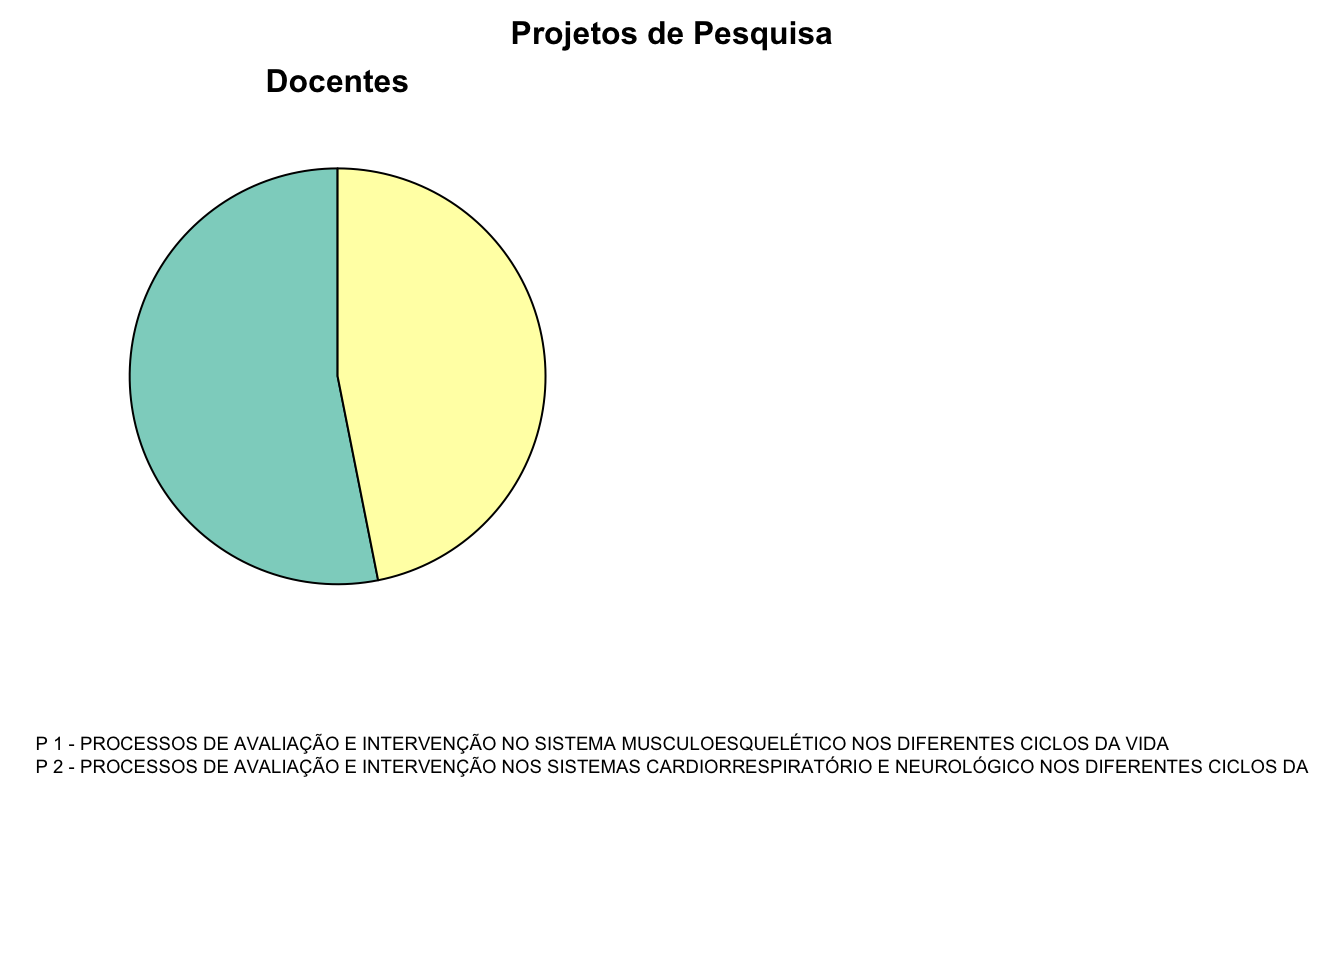 Projetos de Pesquisa
Docentes
P 1 - PROCESSOS DE AVALIAÇÃO E INTERVENÇÃO NO SISTEMA MUSCULOESQUELÉTICO NOS DIFERENTES CICLOS DA VIDA
P 2 - PROCESSOS DE AVALIAÇÃO E INTERVENÇÃO NOS SISTEMAS CARDIORRESPIRATÓRIO E NEUROLÓGICO NOS DIFERENTES CICLOS DA